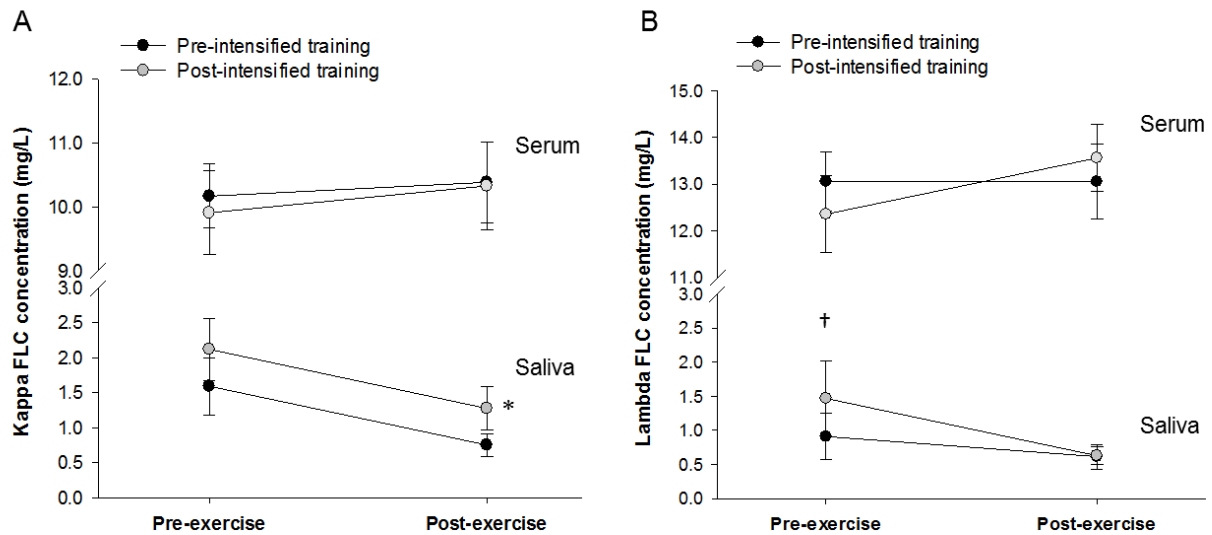 A
Pre-intensified training
Post-intensified training
Kappa FLC concentration (mg/L)
12.0
11.0
10.0
9.0
3.0
2.5
2.0
1.5
1.0
0.5
0.0
Serum
Saliva
*
Pre-exercise
Post-exercise
B
Pre-intensified training
Post-intensified training
Lambda FLC concentration (mg/L)
15.0
14.0
13.0
12.0
11.0
3.0
2.5
2.0
1.5
1.0
0.5
0.0
Serum
†
Saliva
Pre-exercise
Post-exercise